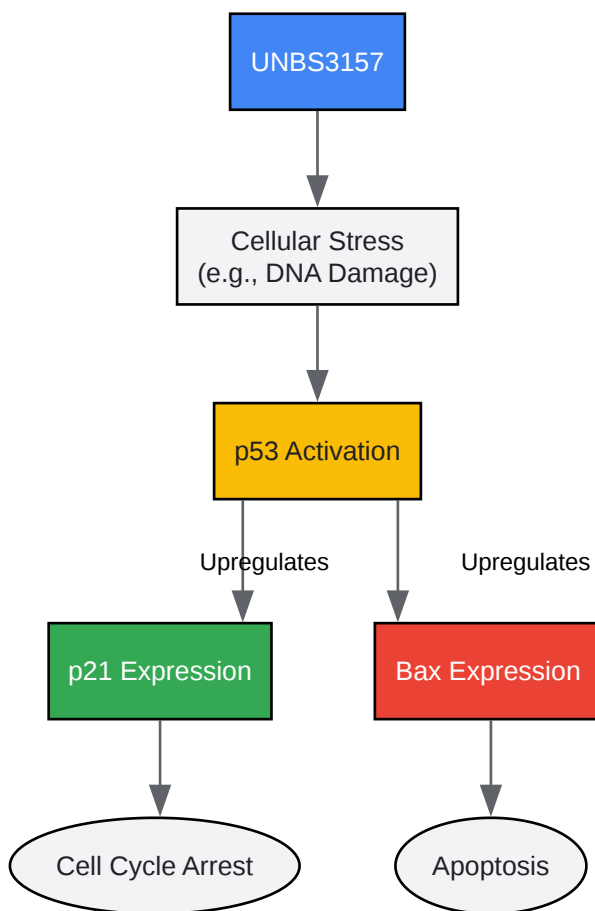 UNBS3157
Cellular Stress
(e.g., DNA Damage)
p53 Activation
Upregulates
Upregulates
p21 Expression
Bax Expression
Cell Cycle Arrest
Apoptosis